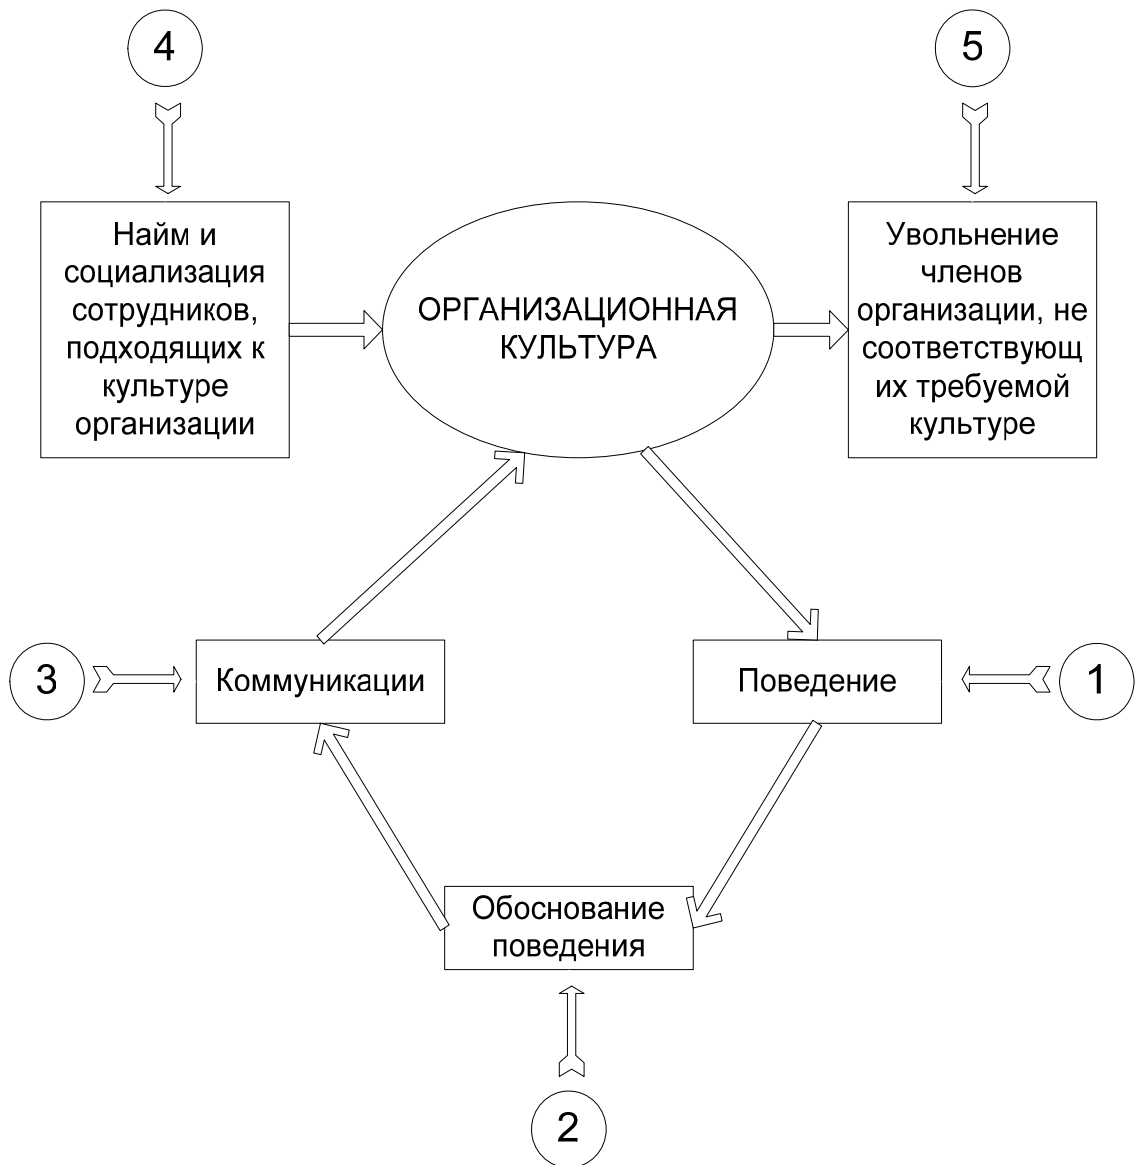 4
5
Найм и
социализация
сотрудников,
подходящих к
культуре
организации
ОРГАНИЗАЦИОННАЯ
КУЛЬТУРА
Увольнение
членов
организации, не
соответствующ
их требуемой
культуре
3
Коммуникации
Поведение
1
Обоснование
поведения
2